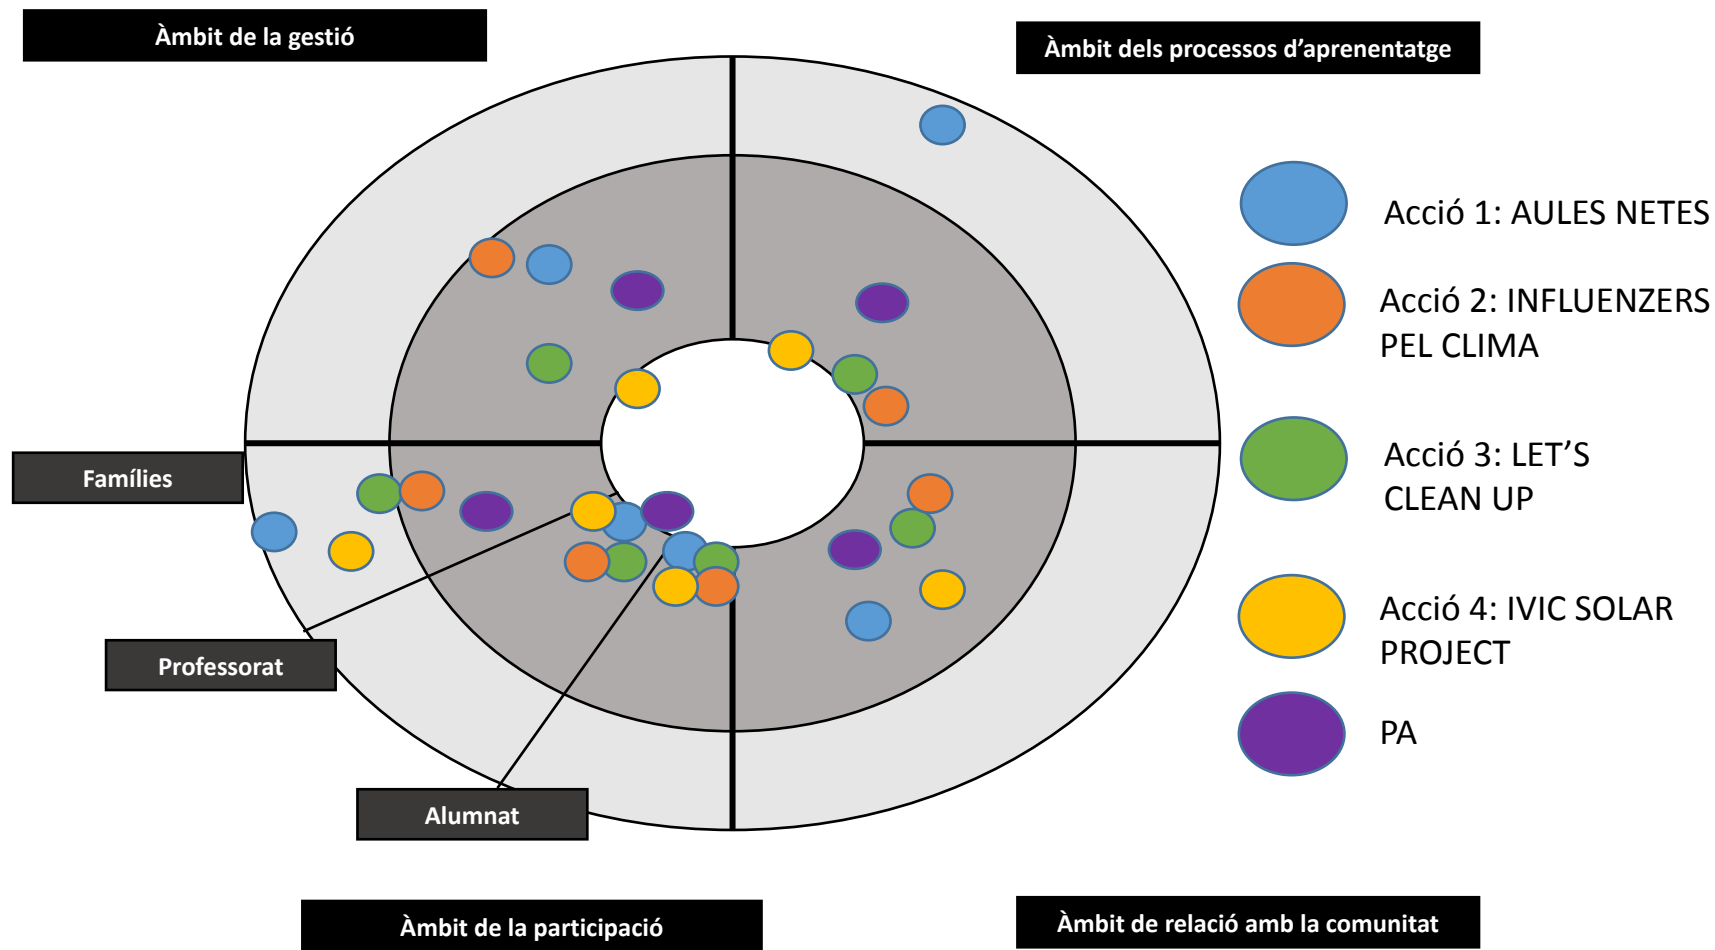 Àmbit de la gestió
Àmbit dels processos d’aprenentatge
Acció 1: AULES NETES
Acció 2: INFLUENZERS
PEL CLIMA
Acció 3: LET’S
CLEAN UP
Acció 4: IVIC SOLAR
PROJECT
PA
Famílies
Professorat
Alumnat
Àmbit de la participació
Àmbit de relació amb la comunitat